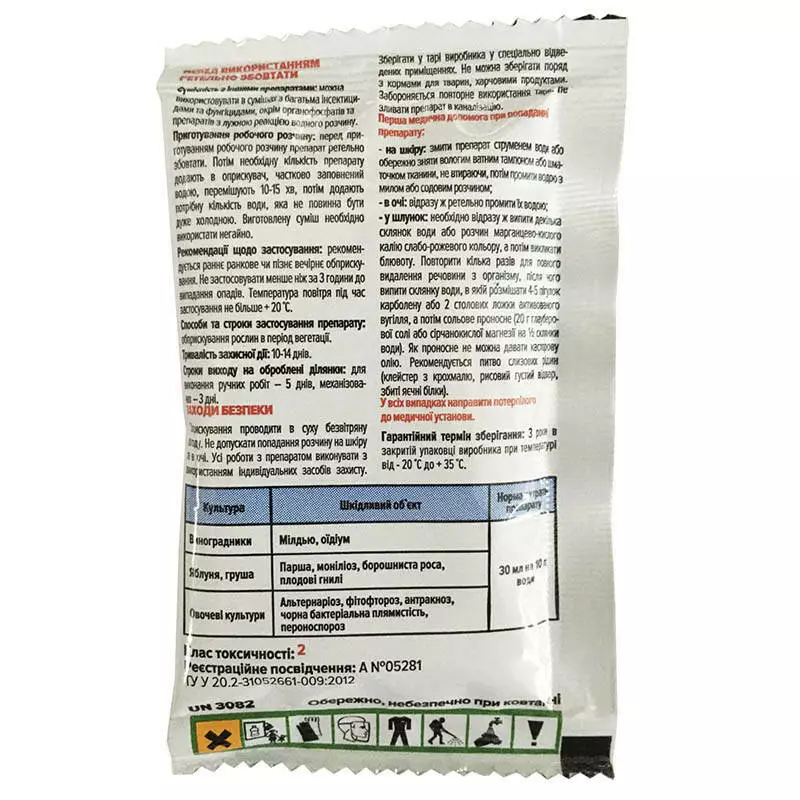 ПЕРЕД ВИКОРИСТАННЯМ
РЕТЕЛЬНО ЗБОВТАТИ
Сумісність з іншими препаратами: можна
використовувати в сумішах з багатьма інсектици-
дами та фунгіцидами, окрім органофосфатів та
препаратів з лужною реакцією водного розчину.
Приготування робочого розчину: перед при-
готуванням робочого розчину препарат ретельно
збовтати. Потім необхідну кількість препарату
додають в оприскувач, частково заповнений
водою, перемішують 10-15 хв, потім додають
потрібну кількість води, яка не повинна бути
дуже холодною. Виготовлену суміш необхідно
використати негайно.
Рекомендації щодо застосування: рекомен-
дується раннє ранкове чи пізнє вечірнє обприску-
вання. Не застосовувати менше ніж за 3 години до
випадання опадів. Температура повітря під час
застосування не більше + 20 °С.
Способи та строки застосування препарату:
обприскування рослин в період вегетації.
Тривалість захисної дії: 10-14 днів.
Строки виходу на оброблені ділянки: для
виконання ручних робіт – 5 днів, механізова-
них – 3 дні.
ЗАХОДИ БЕЗПЕКИ
Обприскування проводити в суху безвітряну
погоду. Не допускати попадання розчину на шкіру
та в очі. Усі роботи з препаратом виконувати з
використанням індивідуальних засобів захисту.
Зберігати у тарі виробника у спеціально відве-
дених приміщеннях. Не можна зберігати поряд
з кормами для тварин, харчовими продуктами.
Забороняється повторне використання тари. Не
зливати препарат в каналізацію.
Перша медична допомога при попаданні
препарату:
- на шкіру: змити препарат струменем води або
обережно зняти вологим ватним тампоном або шма-
точком тканини, не втираючи, потім промити водою з
милом або содовим розчином;
- в очі: відразу ж ретельно промити їх водою;
- у шлунок: необхідно відразу ж випити декілька
склянок води або розчин марганцево-кислого
калію слабо-рожевого кольору, а потім викликати
блювоту. Повторити кілька разів для повного
видалення речовини з організму, після чого
випити склянку води, в якій розмішати 4-5 пігулок
карболену або 2 столових ложки активованого
вугілля, а потім сольове проносне (20 г глауберо-
вої солі або сірчанокислої магнезії на ½ склянки
води). Як проносне не можна давати касторову
олію. Рекомендується питво слизових рідин
(клейстер з крохмалю, рисовий густий відвар,
збиті яєчні білки).
У всіх випадках направити потерпілого
до медичної установи.
Гарантійний термін зберігання: 3 роки в
закритій упаковці виробника при температурі
від - 20 °С до + 35 °С.
Культура Шкідливий об'єкт Норма витрати препарату
Виноградники Мілдью, оїдіум
Яблуня, груша Парша, моніліоз, борошниста роса,
плодові гнилі
30 мл на 10 л
води
Овочеві культури Альтернаріоз, фітофтороз, антракноз,
чорна бактеріальна плямистість,
пероноспороз
Клас токсичності: 2
Реєстраційне посвідчення: А №05281
ТУ У 20.2-31052661-009:2012
UN 3082 Обережно, небезпечно при ковтанні